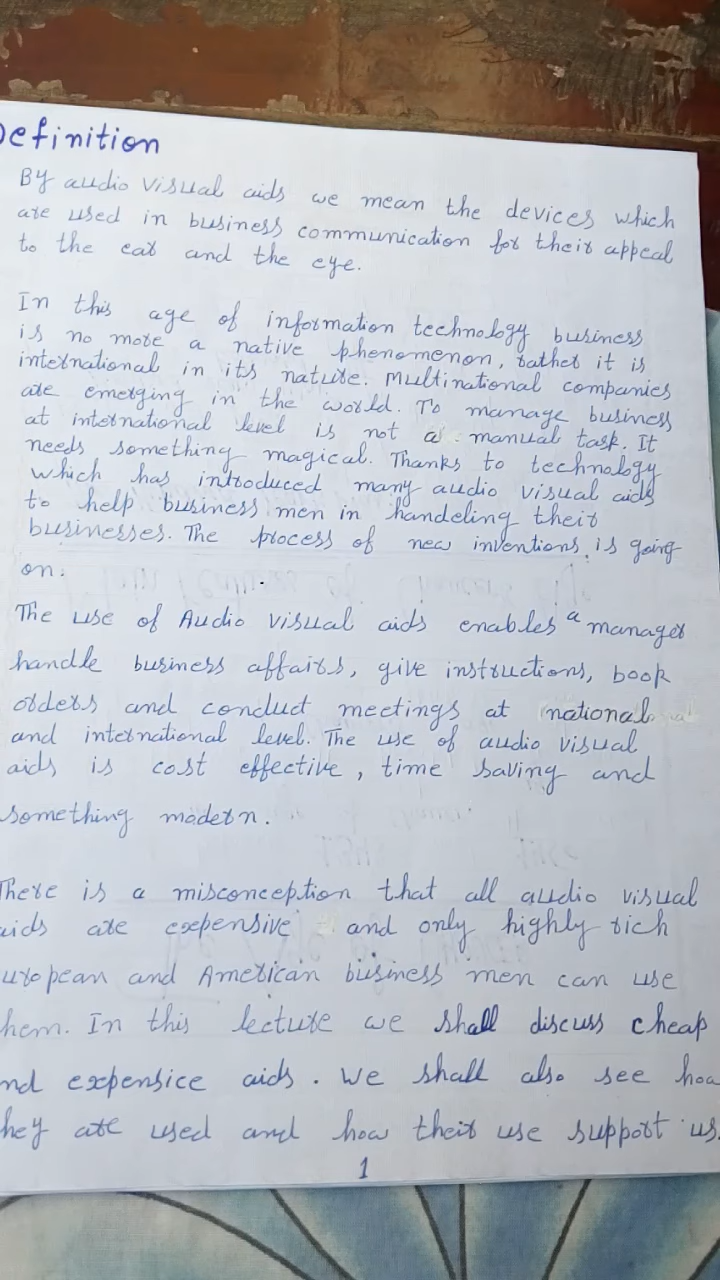 Definition
By audio visual aids we mean the devices which
are used in business communication for their appeal
to the ear and the eye.
In this age of information technology business
is no more a native phenomenon, rather it is
international in its nature. Multinational companies
are emerging in the world. To manage business
at international level is not a manual task. It
needs something magical. Thanks to technology
which has introduced many audio visual aids
to help business men in handeling their
businesses. The process of new inventions is going
on.
The use of Audio visual aids enables a manager
handle business affairs, give instructions, book
orders and conduct meetings at national
and international level. The use of audio visual
aids is cost effective, time saving and
something modern.
There is a misconception that all audio visual
aids are expensive and only highly rich
uropean and American business men can use
hem. In this lecture we shall discuss cheap
nd expensice aids. We shall also see how
hey are used and how their use support us.
1